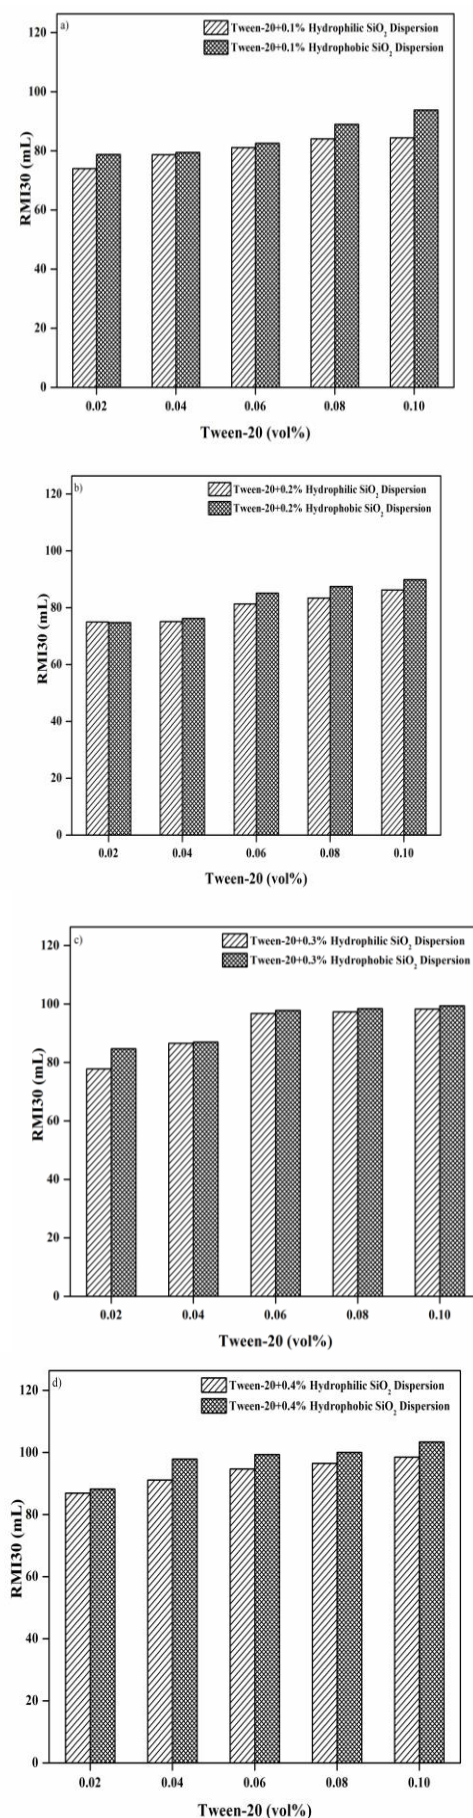 a)
Tween-20+0.1% Hydrophilic SiO₂ Dispersion
Tween-20+0.1% Hydrophobic SiO₂ Dispersion
120
100
80
60
40
20
0
RMI30 (mL)
0.02 0.04 0.06 0.08 0.10
Tween-20 (vol%)
b)
Tween-20+0.2% Hydrophilic SiO₂ Dispersion
Tween-20+0.2% Hydrophobic SiO₂ Dispersion
120
100
80
60
40
20
0
RMI30 (mL)
0.02 0.04 0.06 0.08 0.10
Tween-20 (vol%)
c)
Tween-20+0.3% Hydrophilic SiO₂ Dispersion
Tween-20+0.3% Hydrophobic SiO₂ Dispersion
120
100
80
60
40
20
0
RMI30 (mL)
0.02 0.04 0.06 0.08 0.10
Tween-20 (vol%)
d)
Tween-20+0.4% Hydrophilic SiO₂ Dispersion
Tween-20+0.4% Hydrophobic SiO₂ Dispersion
120
100
80
60
40
20
0
RMI30 (mL)
0.02 0.04 0.06 0.08 0.10
Tween-20 (vol%)